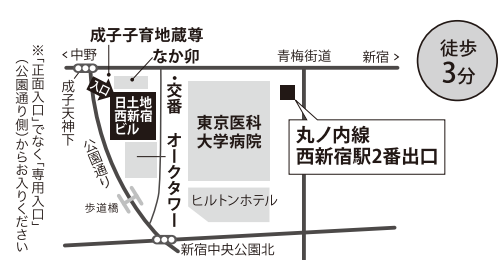 ※「正面入口」でなく「専用入口」
（公園通り側）からお入りください
成子子育地蔵尊
なか卯
< 中野
青梅街道
新宿 >
徒歩
3分
入口
成子天神下
日土地
西新宿
ビル
・交番
オークタワー
東京医科
大学病院
丸ノ内線
西新宿駅2番出口
公園通り
歩道橋
ヒルトンホテル
新宿中央公園北